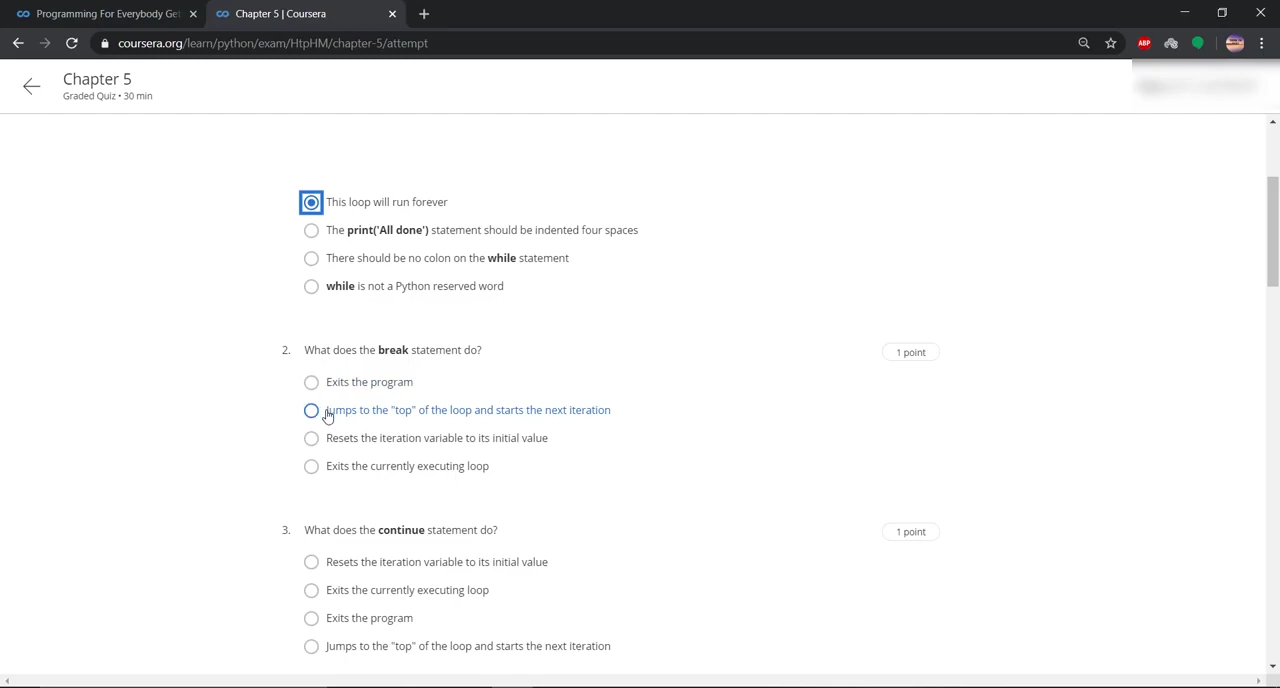 Programming For Everybody Get
Chapter 5 | Coursera
coursera.org/learn/python/exam/HtpHM/chapter-5/attempt
ABP
Chapter 5
Graded Quiz • 30 min
This loop will run forever
The print('All done') statement should be indented four spaces
There should be no colon on the while statement
while is not a Python reserved word
2. What does the break statement do?
1 point
Exits the program
Jumps to the "top" of the loop and starts the next iteration
Resets the iteration variable to its initial value
Exits the currently executing loop
3. What does the continue statement do?
1 point
Resets the iteration variable to its initial value
Exits the currently executing loop
Exits the program
Jumps to the "top" of the loop and starts the next iteration